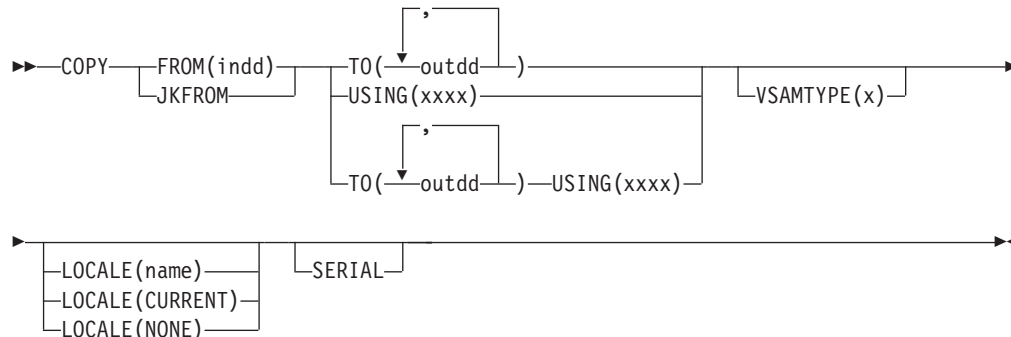 ,
COPY FROM(indd) TO( outdd )
JKFROM USING(xxxx) VSAMTYPE(x)
,
TO( outdd ) USING(xxxx)
LOCALE(name) SERIAL
LOCALE(CURRENT)
LOCALE(NONE)